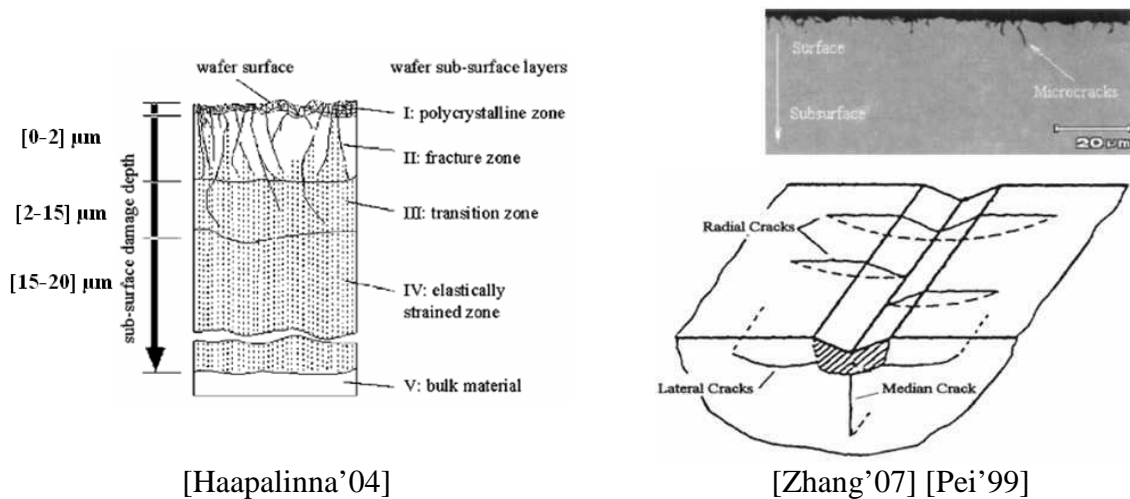 wafer surface
wafer sub-surface layers
I: polycrystalline zone
[0-2] μm
II: fracture zone
[2-15] μm
III: transition zone
sub-surface damage depth
[15-20] μm
IV: elastically
strained zone
V: bulk material
[Haapalinna’04]
Surface
Microcracks
Subsurface
20μm
Radial Cracks
Lateral Cracks
Median Crack
[Zhang’07] [Pei’99]